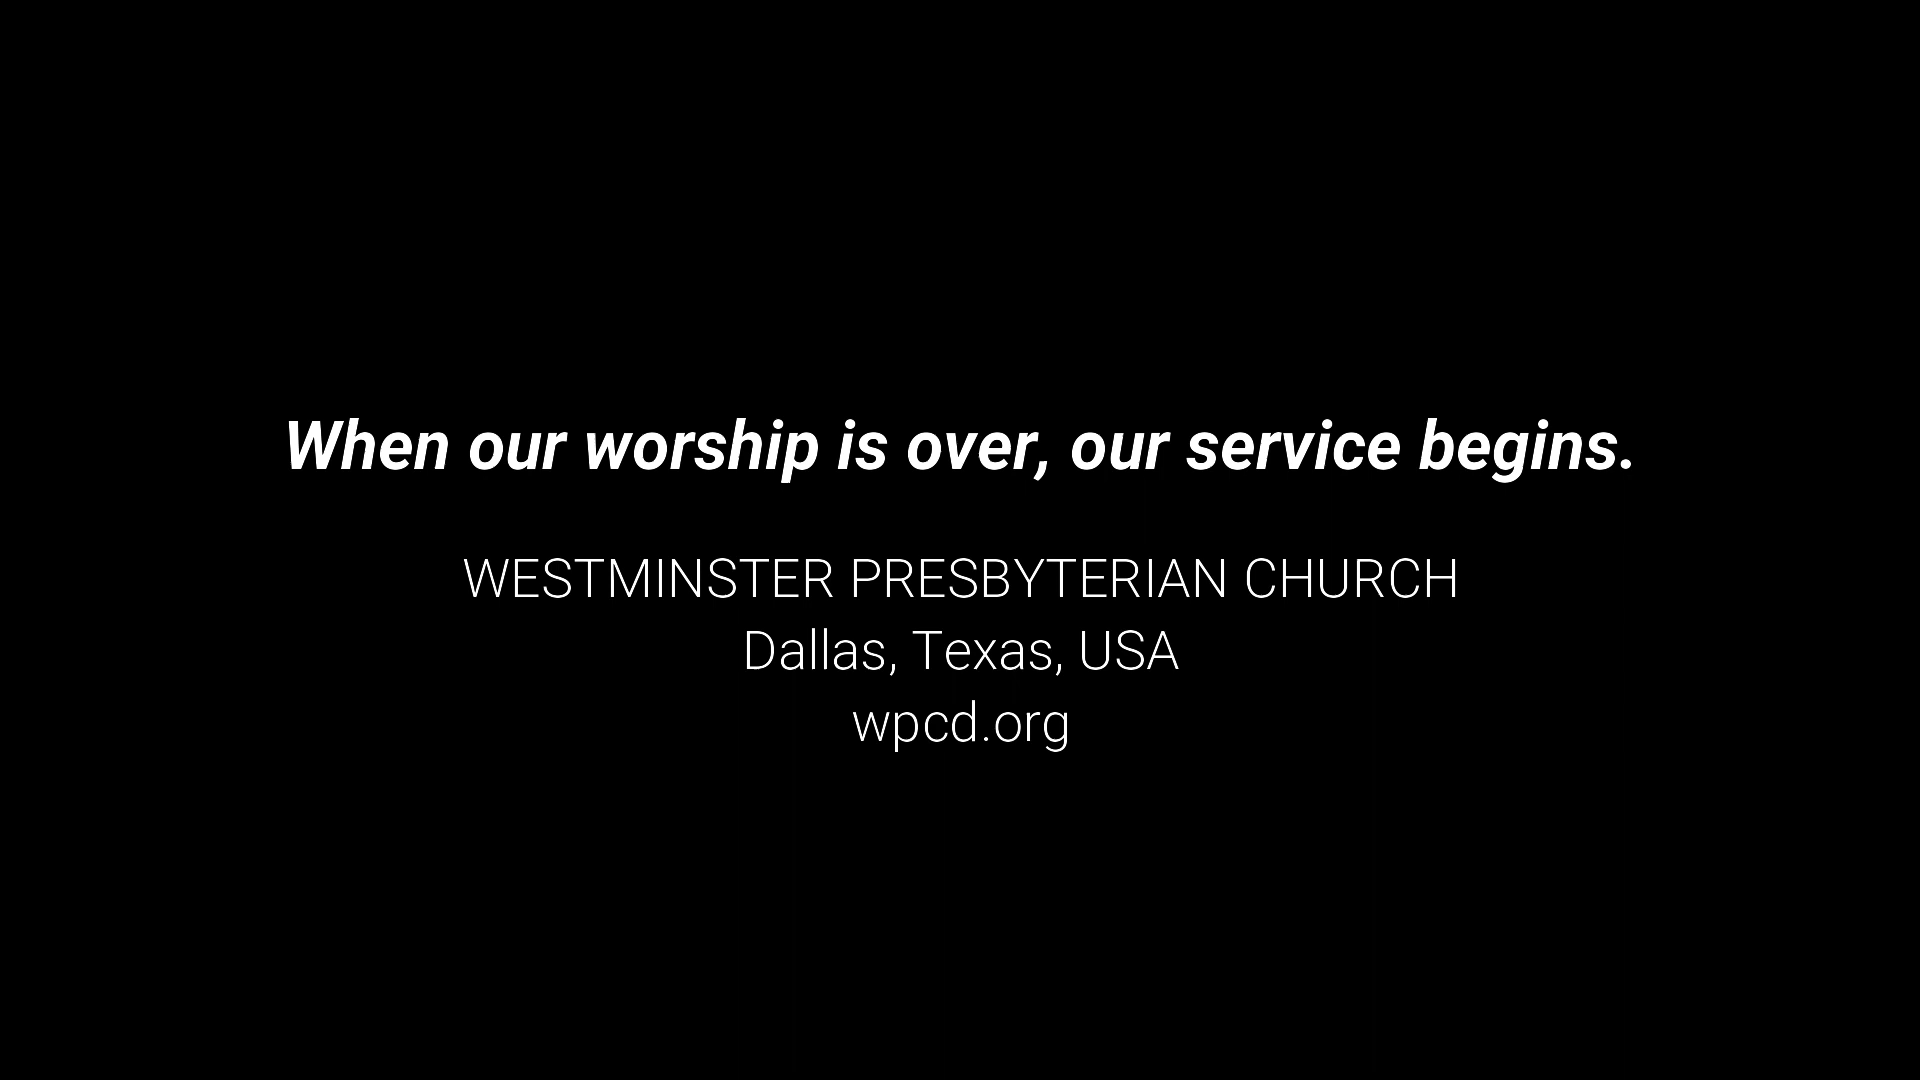 When our worship is over, our service begins.
WESTMINSTER PRESBYTERIAN CHURCH
Dallas, Texas, USA
wpcd.org